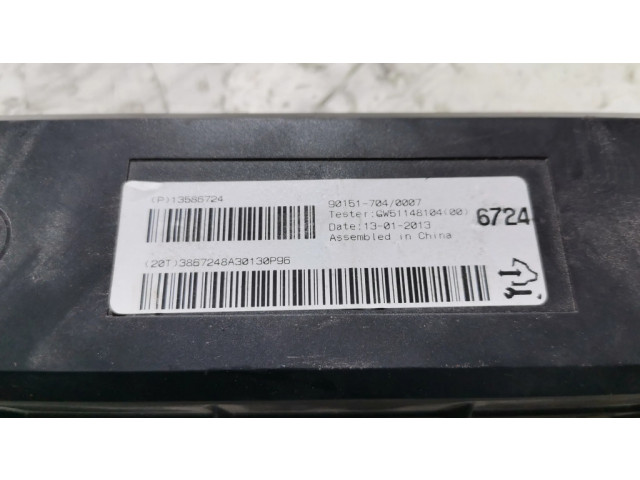 (P)13586724
90151-704/0007
Tester:GW51148104(00)
Date:13-01-2013
Assembled in China
6724
(20T)3867248A30130P96